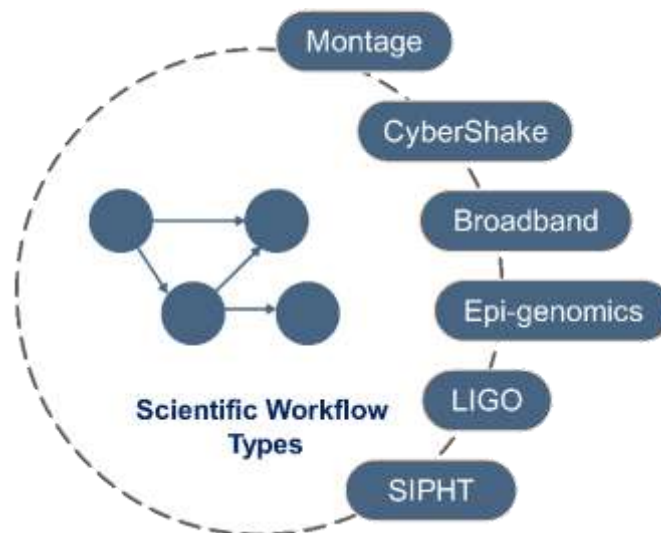 Montage
CyberShake
Broadband
Epi-genomics
LIGO
SIPHT
Scientific Workflow
Types